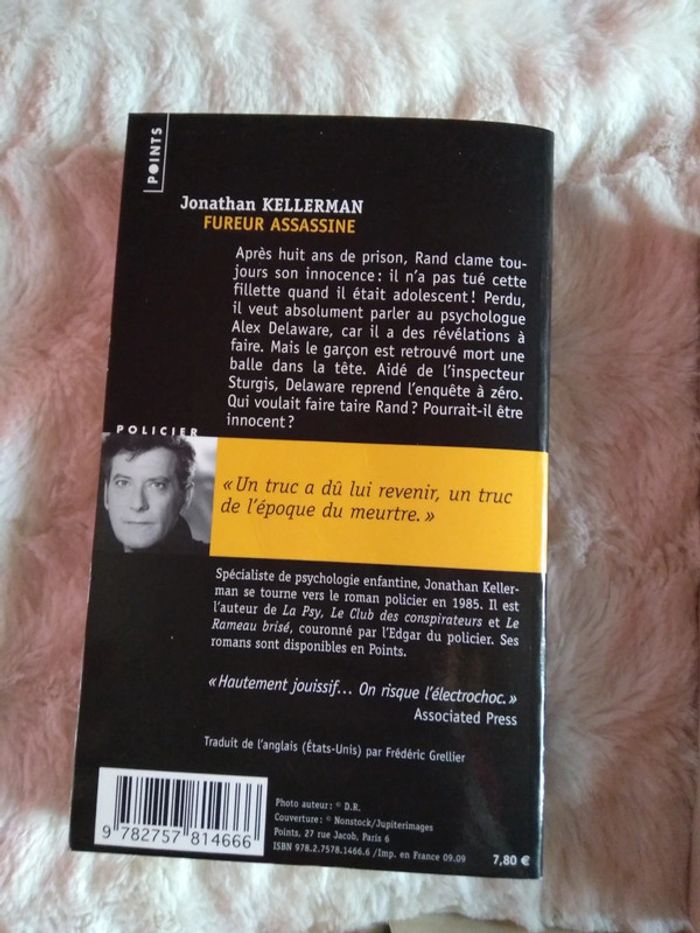 POINTS
Jonathan KELLERMAN
FUREUR ASSASSINE
Après huit ans de prison, Rand clame tou-
jours son innocence : il n'a pas tué cette
fillette quand il était adolescent ! Perdu,
il veut absolument parler au psychologue
Alex Delaware, car il a des révélations à
faire. Mais le garçon est retrouvé mort une
balle dans la tête. Aidé de l'inspecteur
Sturgis, Delaware reprend l'enquête à zéro.
Qui voulait faire taire Rand ? Pourrait-il être
innocent ?
POLICIER
« Un truc a dû lui revenir, un truc
de l'époque du meurtre. »
Spécialiste de psychologie enfantine, Jonathan Keller-
man se tourne vers le roman policier en 1985. Il est
l'auteur de La Psy, Le Club des conspirateurs et Le
Rameau brisé, couronné par l'Edgar du policier. Ses
romans sont disponibles en Points.
« Hautement jouissif... On risque l'électrochoc. »
Associated Press
Traduit de l'anglais (États-Unis) par Frédéric Grellier
9 782757 814666
Photo auteur : © D.R.
Couverture : © Nonstock/Jupiterimages
Points, 27 rue Jacob, Paris 6
ISBN 978.2.7578.1466.6 /Imp. en France 09.09
7,80 €